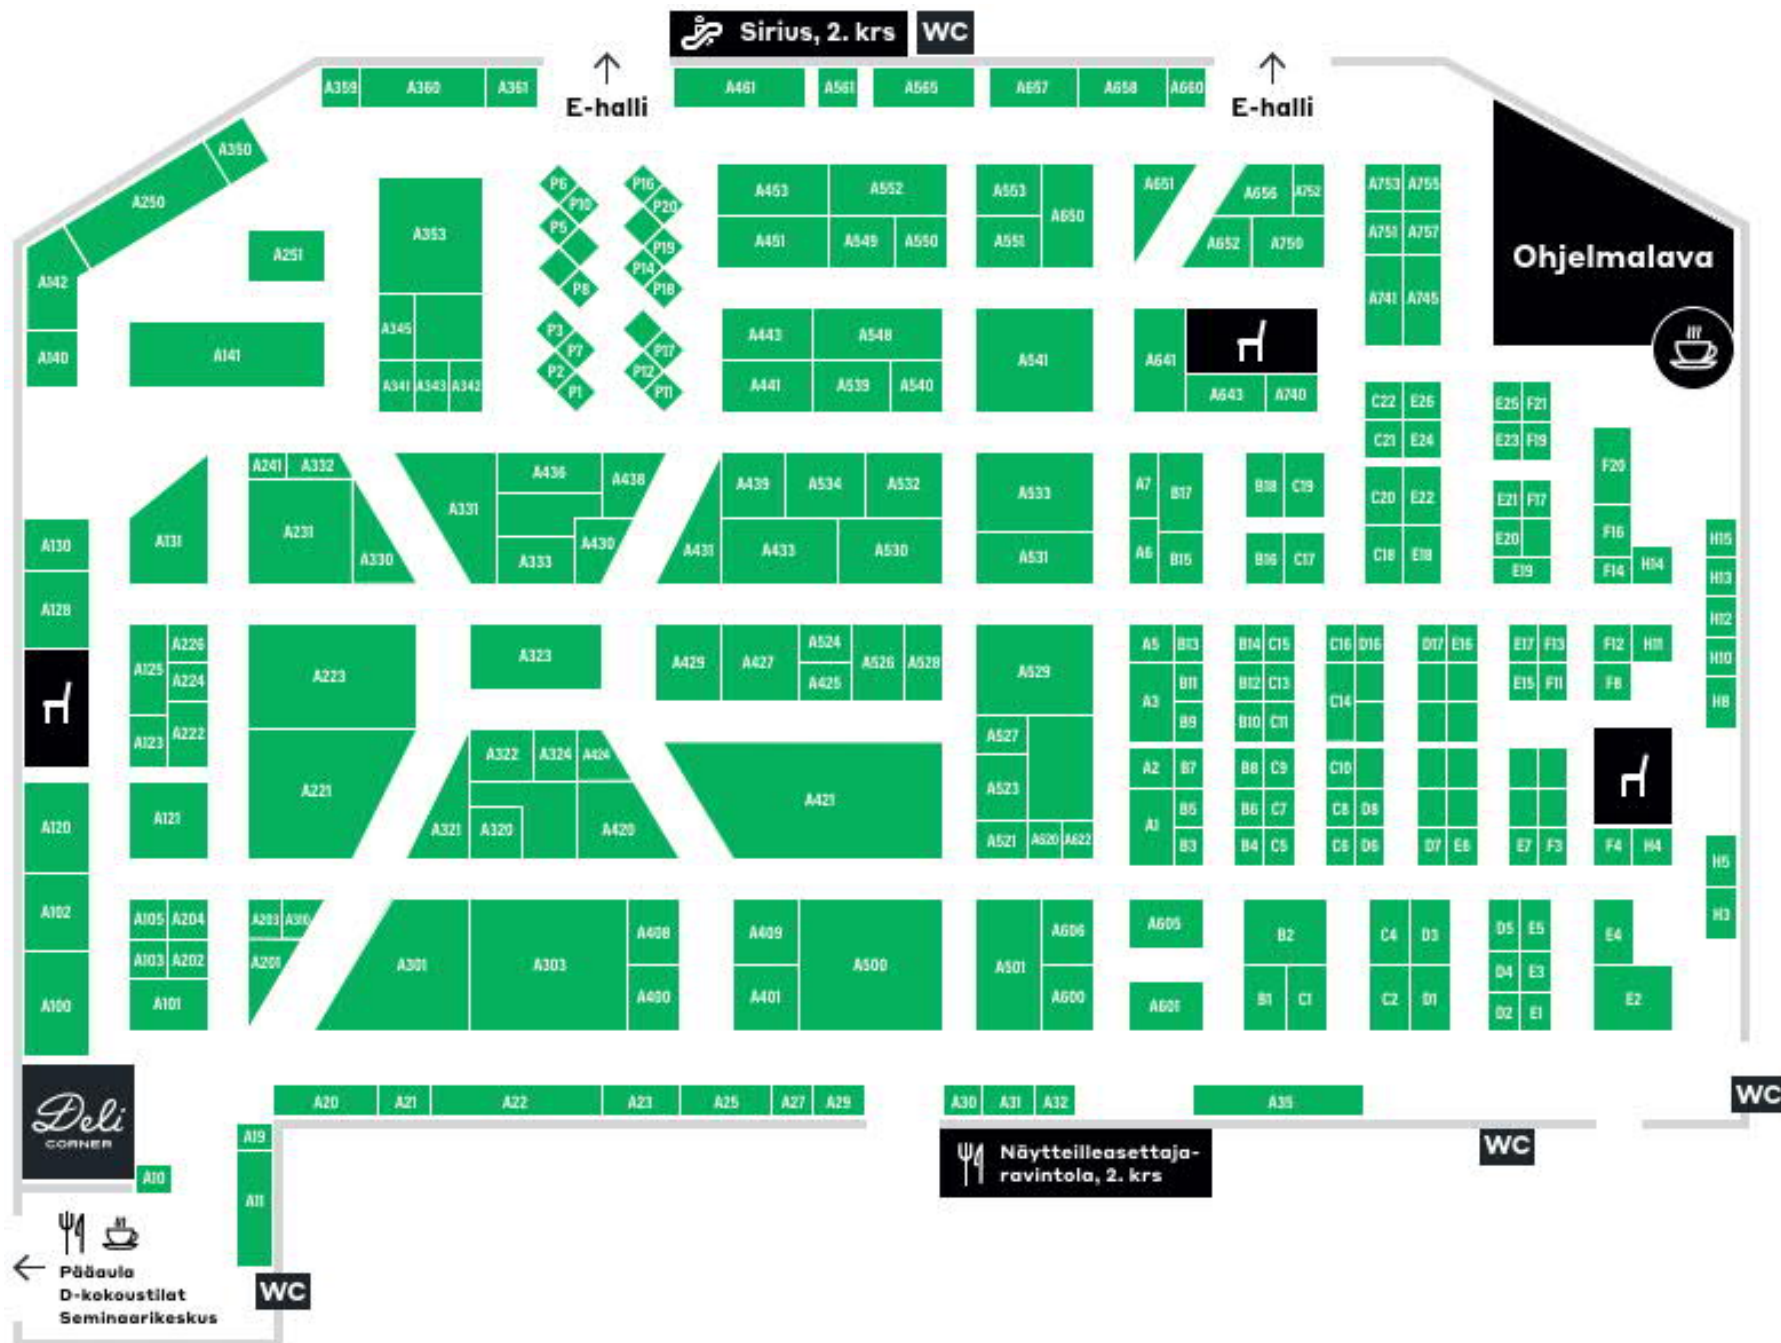 Sirius, 2. krs WC
A359 A360 A361
E-halli
A461 A561 A565 A657 A658 A660
E-halli
A350
A250
A142
A140
A251
A141
A353
A345
A341 A343 A342
P6
P10
P5
P8
P3
P7
P2
P1
P16
P20
P19
P14
P18
P17
P12
P11
A453 A552
A451 A549 A550
A553 A650
A551
A651 A656 A752
A652 A750
A753 A755
A751 A757
A741 A745
Ohjelmalava
A443 A548
A441 A539 A540
A541
A641
A643 A740
C22 E26
C21 E24
C20 E22
C18 E18
E25 F21
E23 F19
E21 F17
E20
E19
F20
F16
F14 H14
H15
H13
H12
H10
H8
A130
A128
A131
A241 A332
A231
A330
A331
A436 A438
A333 A430
A431
A439 A534 A532
A433 A530
A533
A531
A7 B17
A6 B15
B18 C19
B16 C17
A125 A226
A224
A123 A222
A121
A120
A102
A100
A223
A221
A323
A322 A324 A424
A321 A320 A420
A429 A427 A524 A526 A528
A425
A421
A529
A527
A523
A521 A620 A622
A5 B13
A3 B11
B9
A2 B7
A1 B5
B3
B14 C15
B12 C13
B10 C11
B8 C9
B6 C7
B4 C5
C16 D16
C14
C10
C8 D8
C6 D6
D17 E16
D7 E6
E17 F13
E15 F11
E7 F3
F12 H11
F8
F4 H4
H5
H3
A105 A204
A103 A202
A101
A203 A310
A201
A301 A303 A408
A400
A409 A500
A401
A501 A606
A600
A605
A601
B2
B1 C1
C4 D3
C2 D1
D5 E5
D4 E3
D2 E1
E4
E2
Deli
CORNER
A10
A19
A11
A20 A21 A22 A23 A25 A27 A29
A30 A31 A32 A35
Näytteilleasettaja-
ravintola, 2. krs
WC
WC
Pääaula
D-kokoustilat
Seminaarikeskus
WC